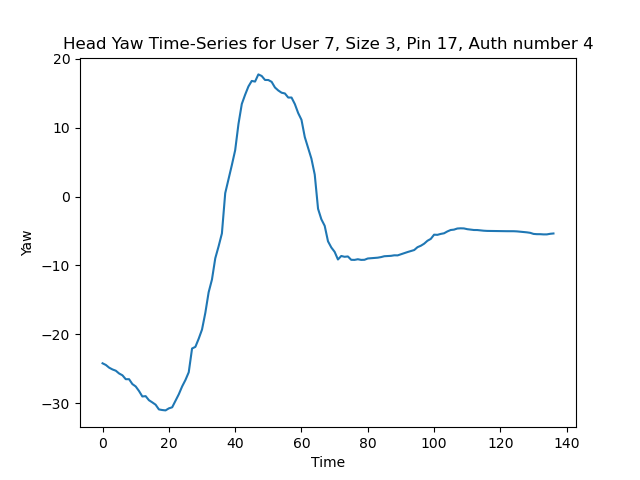 Head Yaw Time-Series for User 7, Size 3, Pin 17, Auth number 4
20
10
0
−10
−20
−30
Yaw
0 20 40 60 80 100 120 140
Time